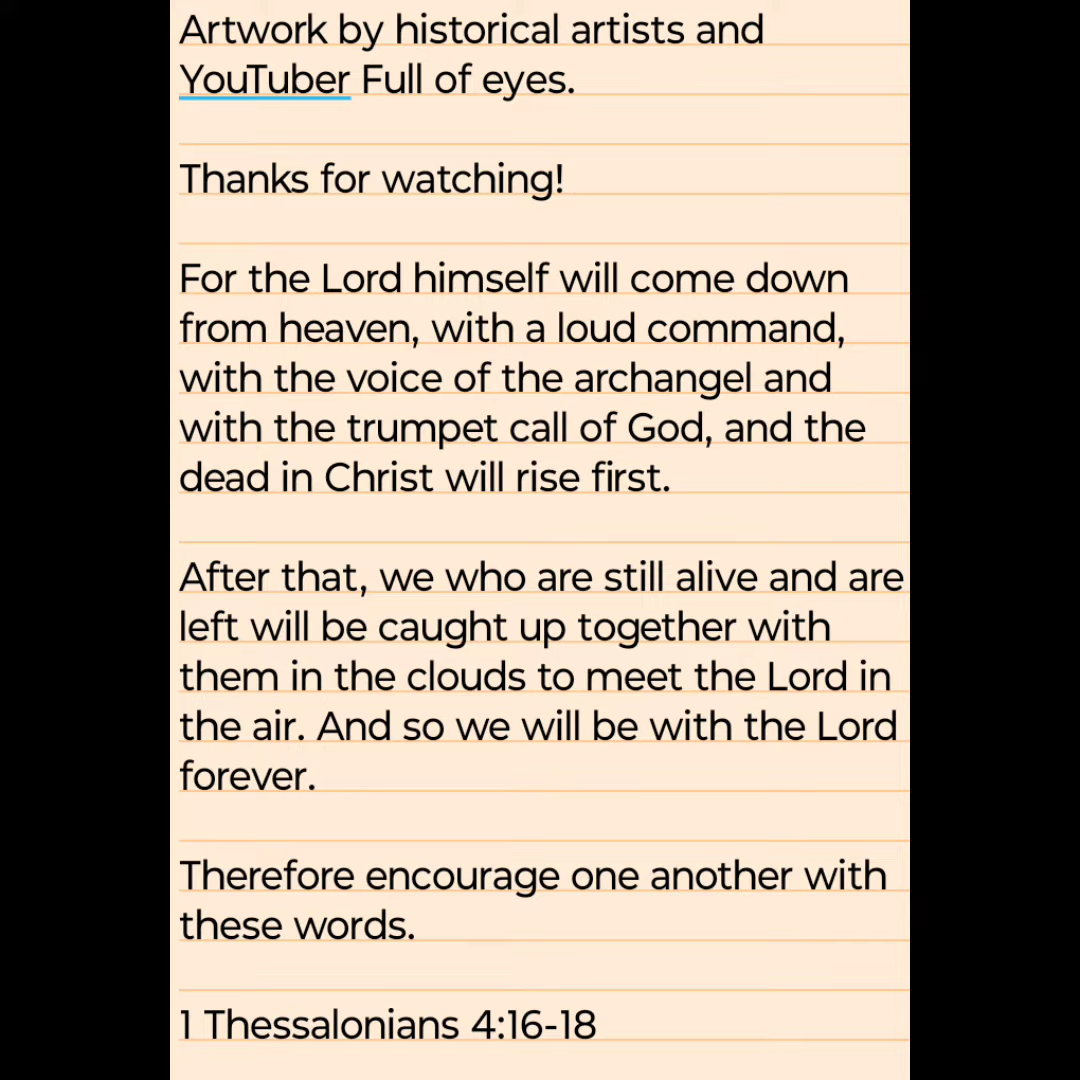 Artwork by historical artists and
YouTuber Full of eyes.
Thanks for watching!
For the Lord himself will come down
from heaven, with a loud command,
with the voice of the archangel and
with the trumpet call of God, and the
dead in Christ will rise first.
After that, we who are still alive and are
left will be caught up together with
them in the clouds to meet the Lord in
the air. And so we will be with the Lord
forever.
Therefore encourage one another with
these words.
1 Thessalonians 4:16-18